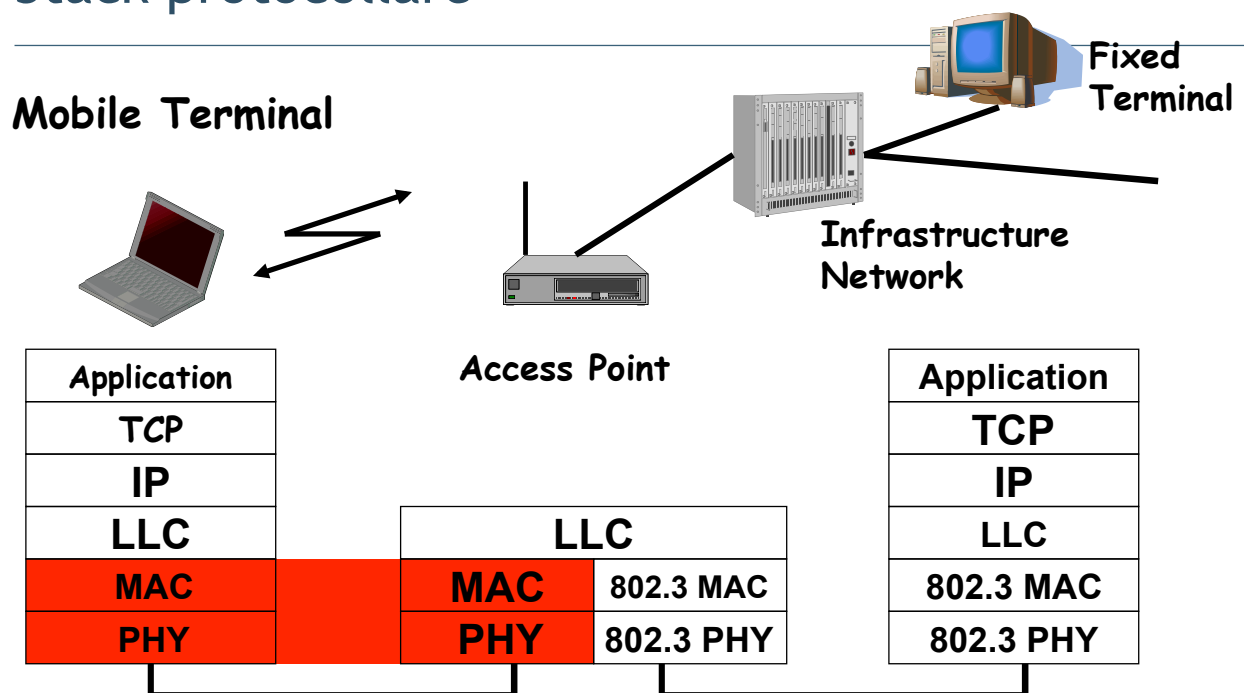 Fixed
Terminal
Mobile Terminal
Infrastructure
Network
Access Point
Application
TCP
IP
LLC
MAC
PHY
LLC
MAC
802.3 MAC
PHY
802.3 PHY
Application
TCP
IP
LLC
802.3 MAC
802.3 PHY